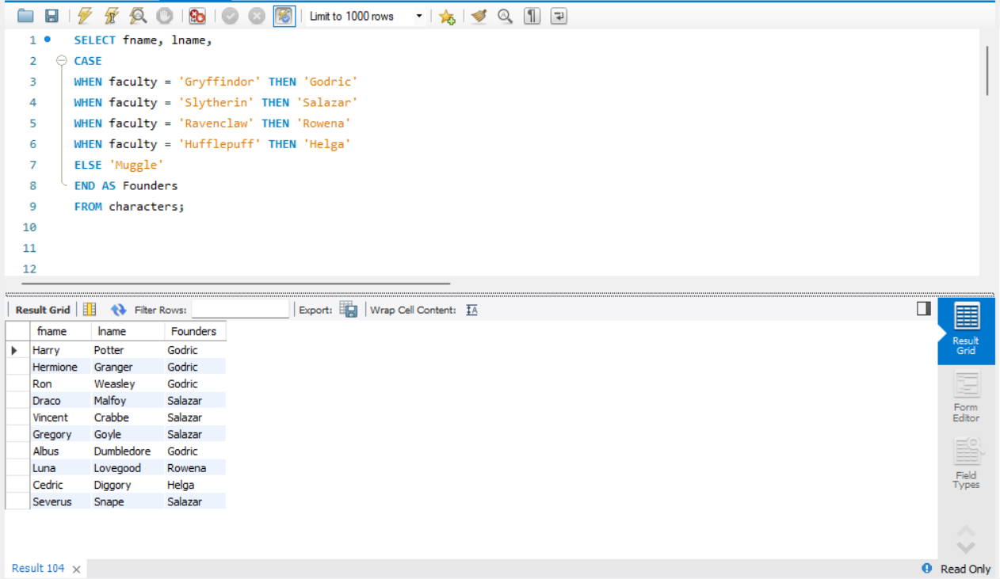 Limit to 1000 rows
1 SELECT fname, lname,
2 CASE
3 WHEN faculty = 'Gryffindor' THEN 'Godric'
4 WHEN faculty = 'Slytherin' THEN 'Salazar'
5 WHEN faculty = 'Ravenclaw' THEN 'Rowena'
6 WHEN faculty = 'Hufflepuff' THEN 'Helga'
7 ELSE 'Muggle'
8 END AS Founders
9 FROM characters;
10
11
12
Result Grid Filter Rows: Export: Wrap Cell Content: IA
fname lname Founders
Harry Potter Godric
Hermione Granger Godric
Ron Weasley Godric
Draco Malfoy Salazar
Vincent Crabbe Salazar
Gregory Goyle Salazar
Albus Dumbledore Godric
Luna Lovegood Rowena
Cedric Diggory Helga
Severus Snape Salazar
Result
Grid
Form
Editor
Field
Types
Result 104 Read Only